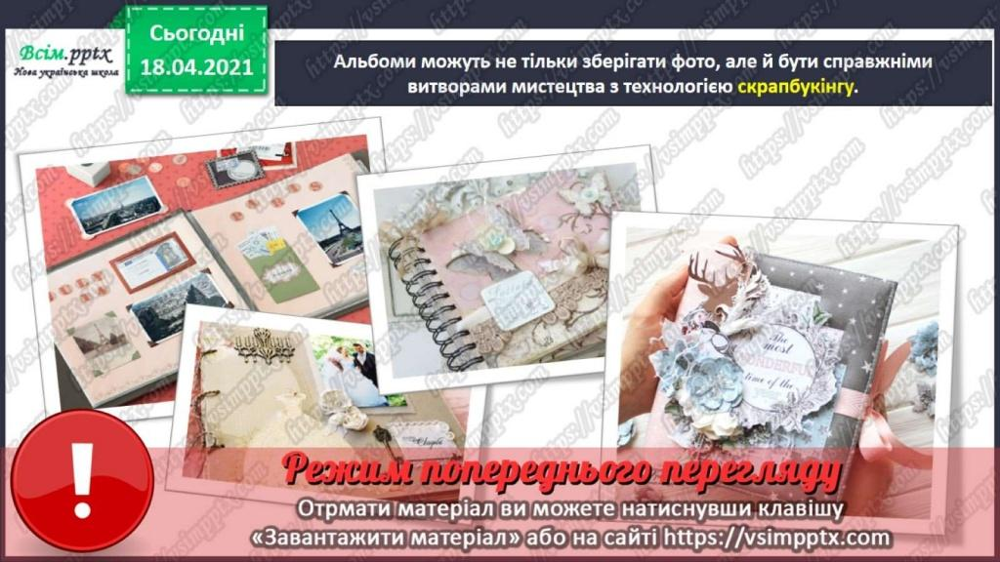 Всім.pptx
Нова українська школа
Сьогодні
18.04.2021
Альбоми можуть не тільки зберігати фото, але й бути справжніми
витворами мистецтва з технологією скрапбукінгу.
The
most
WONDERFUL
time of the
Режим попереднього перегляду
Отрмати матеріал ви можете натиснувши клавішу
«Завантажити матеріал» або на сайті https://vsimpptx.com